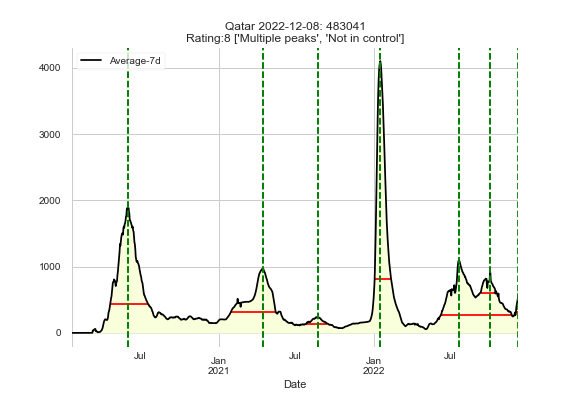 Qatar 2022-12-08: 483041
Rating:8 ['Multiple peaks', 'Not in control']
Average-7d
4000
3000
2000
1000
0
Jul
Jan
2021
Jul
Jan
2022
Jul
Date